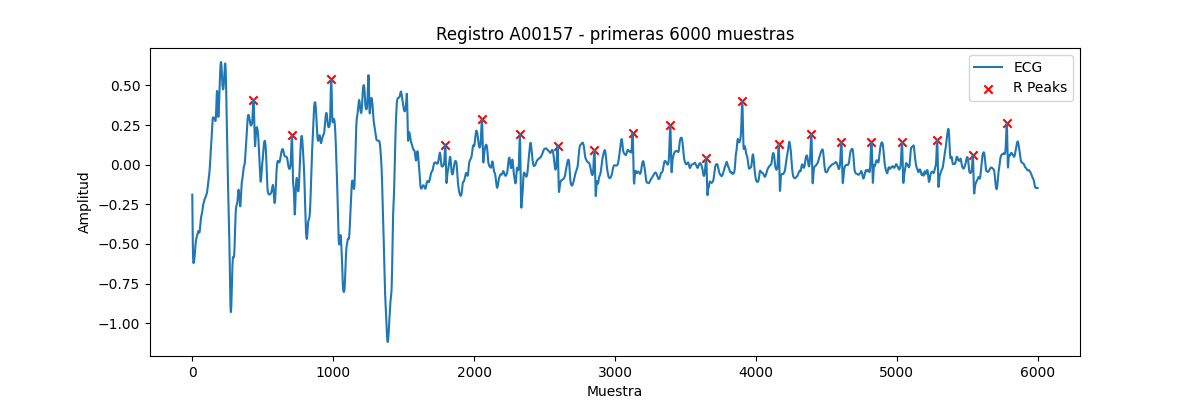 Registro A00157 - primeras 6000 muestras
ECG
R Peaks
Amplitud
0.50
0.25
0.00
−0.25
−0.50
−0.75
−1.00
0 1000 2000 3000 4000 5000 6000
Muestra